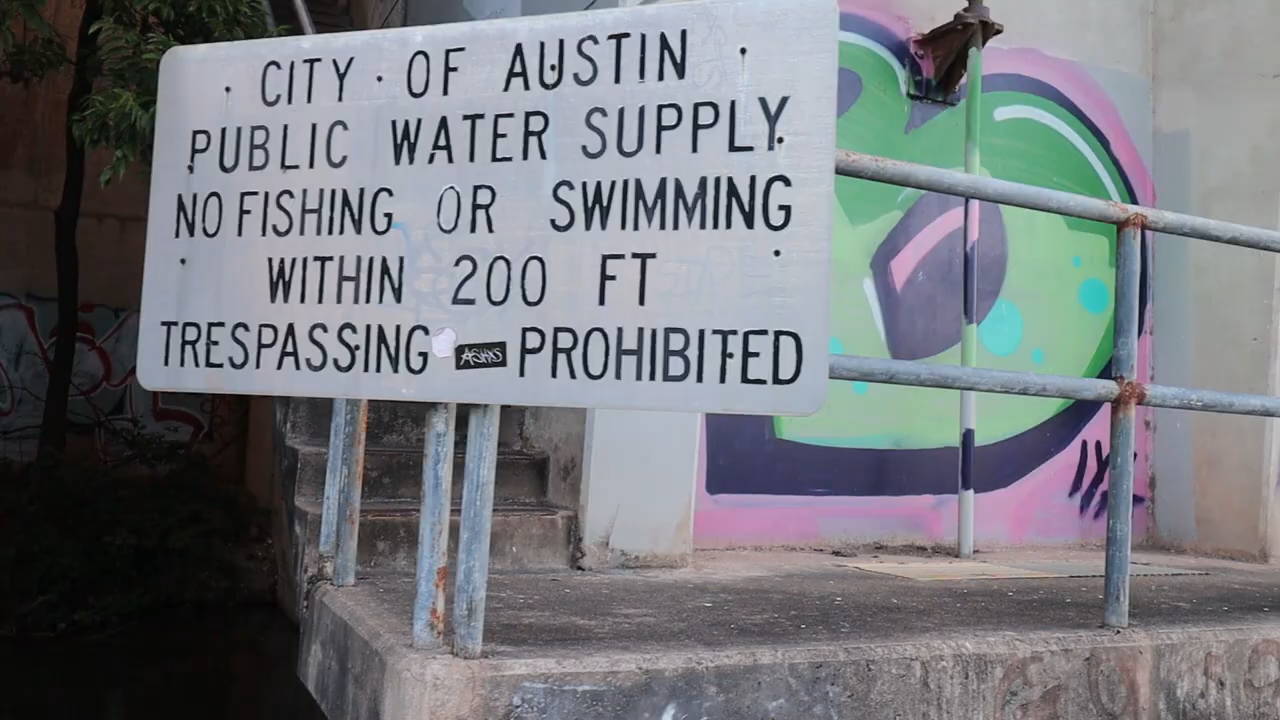 CITY OF AUSTIN
PUBLIC WATER SUPPLY
NO FISHING OR SWIMMING
WITHIN 200 FT
TRESPASSING PROHIBITED